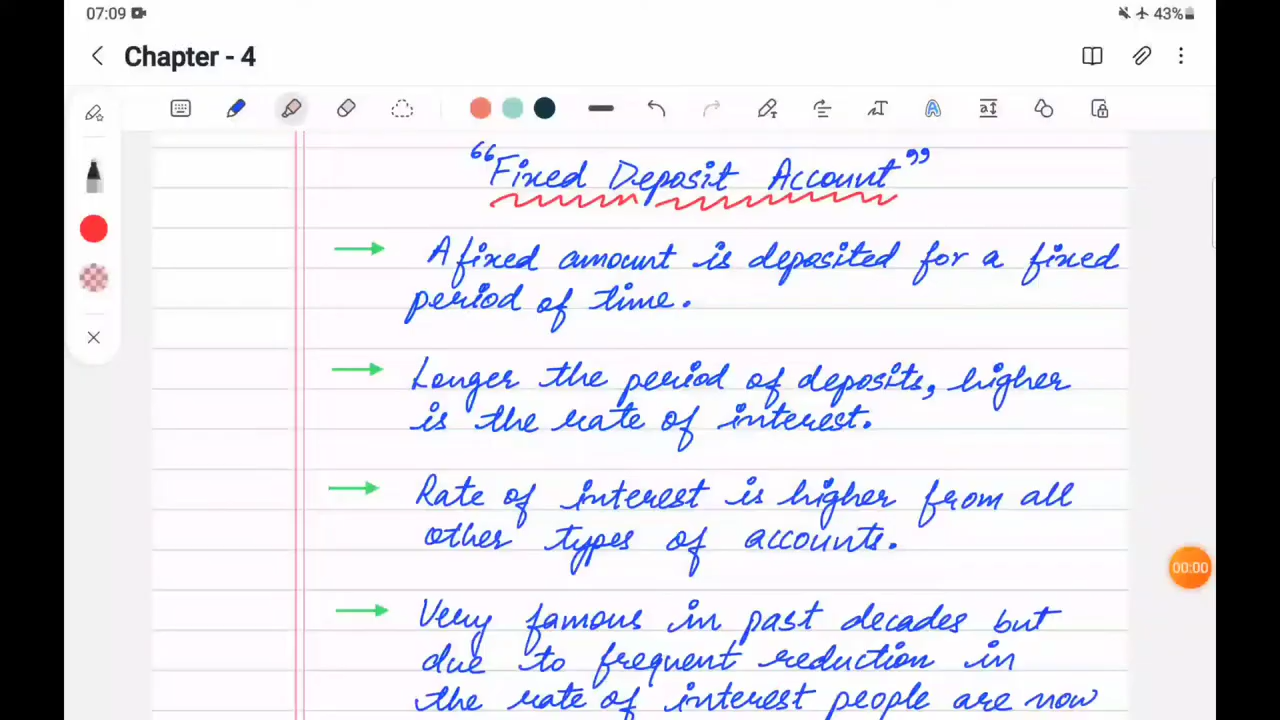 07:09
43%
Chapter - 4
"Fixed Deposit Account"
A fixed amount is deposited for a fixed
period of time.
Longer the period of deposits, higher
is the rate of interest.
Rate of interest is higher from all
other types of accounts.
00:00
Very famous in past decades but
due to frequent reduction in
the rate of interest people are now